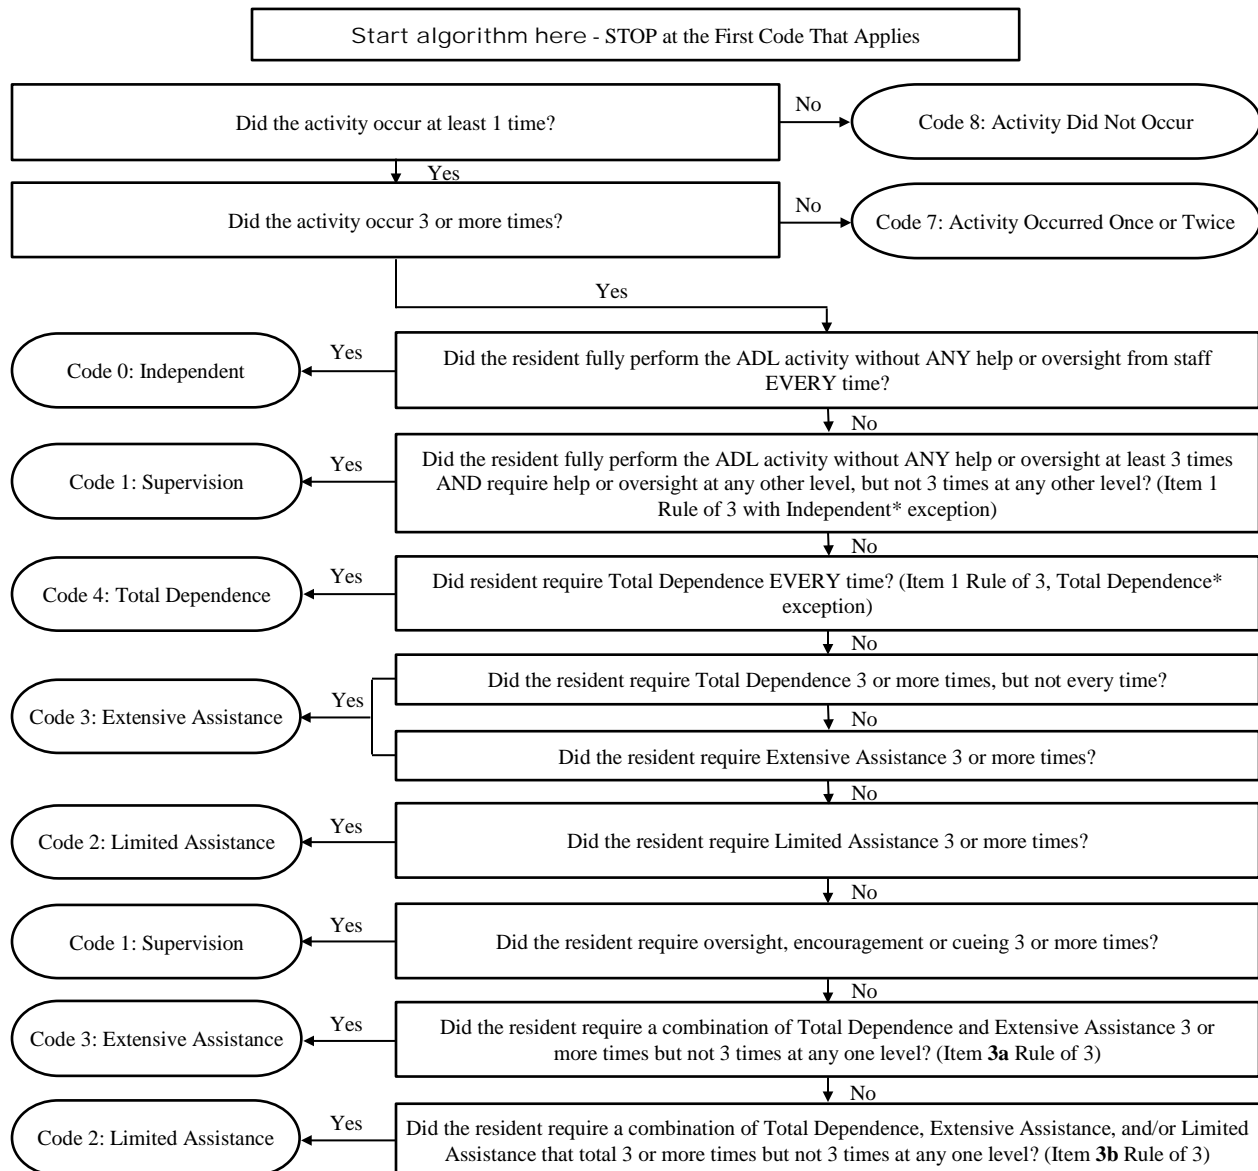 Start algorithm here - STOP at the First Code That Applies
Did the activity occur at least 1 time?
No
Code 8: Activity Did Not Occur
Yes
Did the activity occur 3 or more times?
No
Code 7: Activity Occurred Once or Twice
Yes
Code 0: Independent
Yes
Did the resident fully perform the ADL activity without ANY help or oversight from staff
EVERY time?
No
Code 1: Supervision
Yes
Did the resident fully perform the ADL activity without ANY help or oversight at least 3 times
AND require help or oversight at any other level, but not 3 times at any other level? (Item 1
Rule of 3 with Independent* exception)
No
Code 4: Total Dependence
Yes
Did resident require Total Dependence EVERY time? (Item 1 Rule of 3, Total Dependence*
exception)
No
Did the resident require Total Dependence 3 or more times, but not every time?
Code 3: Extensive Assistance
Yes
No
Did the resident require Extensive Assistance 3 or more times?
No
Code 2: Limited Assistance
Yes
Did the resident require Limited Assistance 3 or more times?
No
Code 1: Supervision
Yes
Did the resident require oversight, encouragement or cueing 3 or more times?
No
Code 3: Extensive Assistance
Yes
Did the resident require a combination of Total Dependence and Extensive Assistance 3 or
more times but not 3 times at any one level? (Item 3a Rule of 3)
No
Code 2: Limited Assistance
Yes
Did the resident require a combination of Total Dependence, Extensive Assistance, and/or Limited
Assistance that total 3 or more times but not 3 times at any one level? (Item 3b Rule of 3)